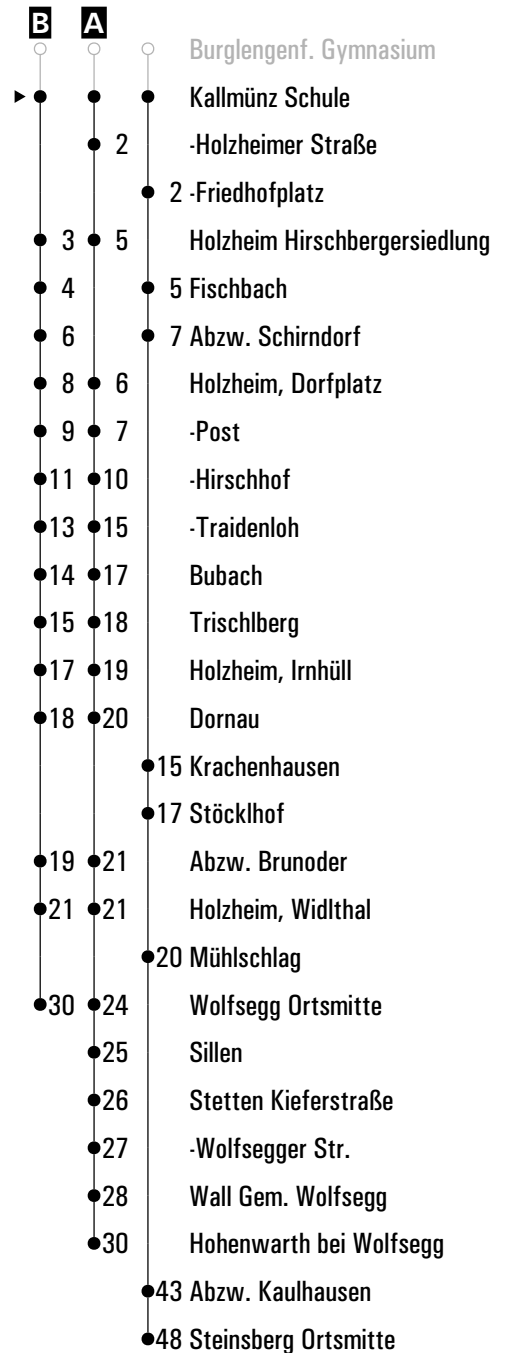 B A
Burglengenf. Gymnasium
Kallmünz Schule
2 -Holzheimer Straße
2 -Friedhofplatz
3 5 Holzheim Hirschbergersiedlung
4 5 Fischbach
6 7 Abzw. Schirndorf
8 6 Holzheim, Dorfplatz
9 7 -Post
11 10 -Hirschhof
13 15 -Traidenloh
14 17 Bubach
15 18 Trischlberg
17 19 Holzheim, Irnhüll
18 20 Dornau
15 Krachenhausen
17 Stöcklhof
19 21 Abzw. Brunoder
21 21 Holzheim, Widlthal
20 Mühlschlag
30 24 Wolfsegg Ortsmitte
25 Sillen
26 Stetten Kieferstraße
27 -Wolfsegger Str.
28 Wall Gem. Wolfsegg
30 Hohenwarth bei Wolfsegg
43 Abzw. Kaulhausen
48 Steinsberg Ortsmitte